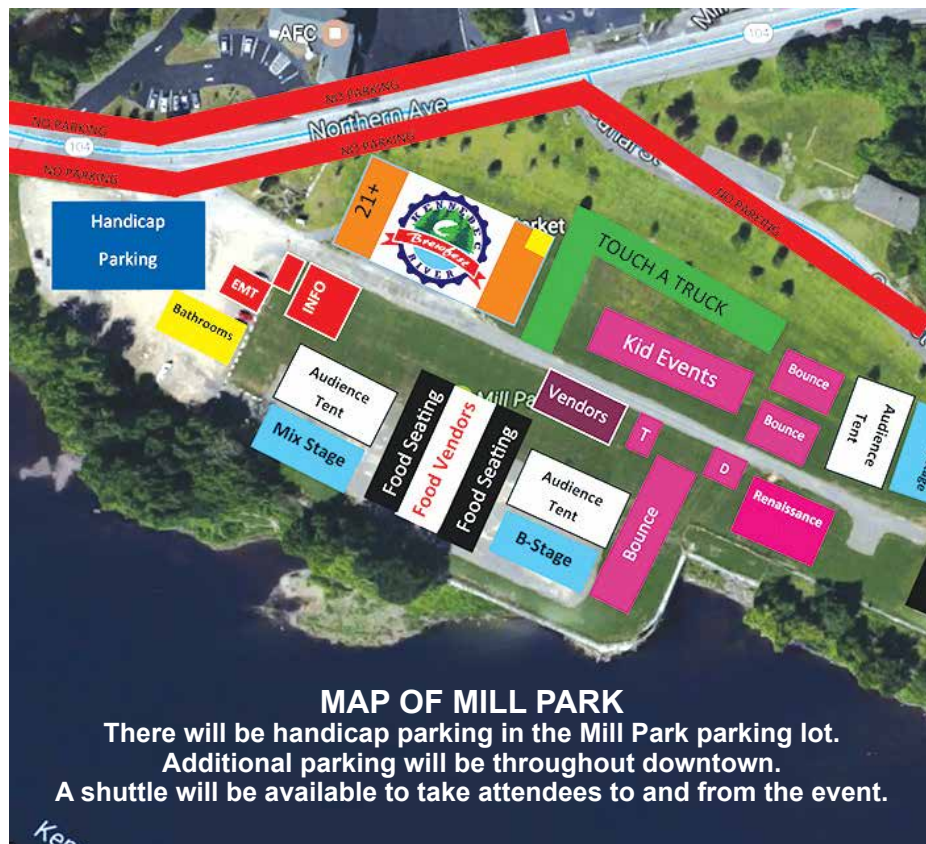 AFC
104
NO PARKING
Northern Ave
NO PARKING
104
NO PARKING
NO PARKING
NO PARKING
Handicap
Parking
21+
KENNEBEC
Brewfest
RIVER
rket
TOUCH A TRUCK
EMT
INFO
Bathrooms
Kid Events
Bounce
Bounce
Audience
Tent
Audience
Tent
Mix Stage
Food Seating
Food Vendors
Food Seating
Mill Pa
Vendors
T
D
Renaissance
Audience
Tent
B-Stage
Bounce
MAP OF MILL PARK
There will be handicap parking in the Mill Park parking lot.
Additional parking will be throughout downtown.
A shuttle will be available to take attendees to and from the event.